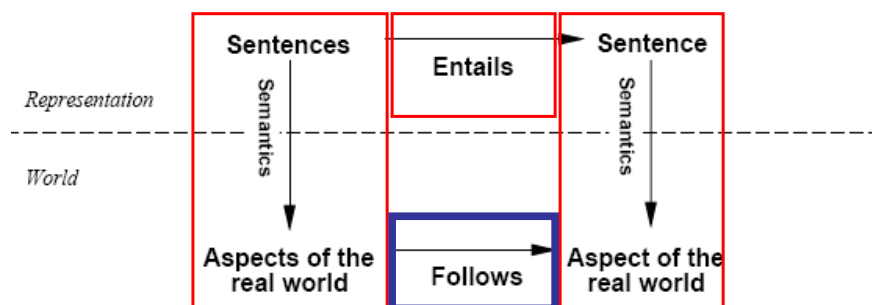 Sentences
Sentence
Entails
Representation
Semantics
Semantics
World
Aspects of the
real world
Follows
Aspect of the
real world